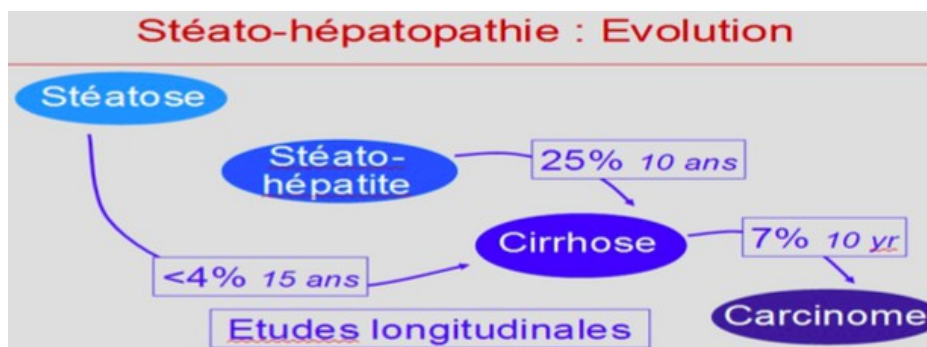 Stéato-hépatopathie : Evolution
Stéatose
Stéato-
hépatite
25% 10 ans
Cirrhose
7% 10 yr
<4% 15 ans
Carcinome
Etudes longitudinales